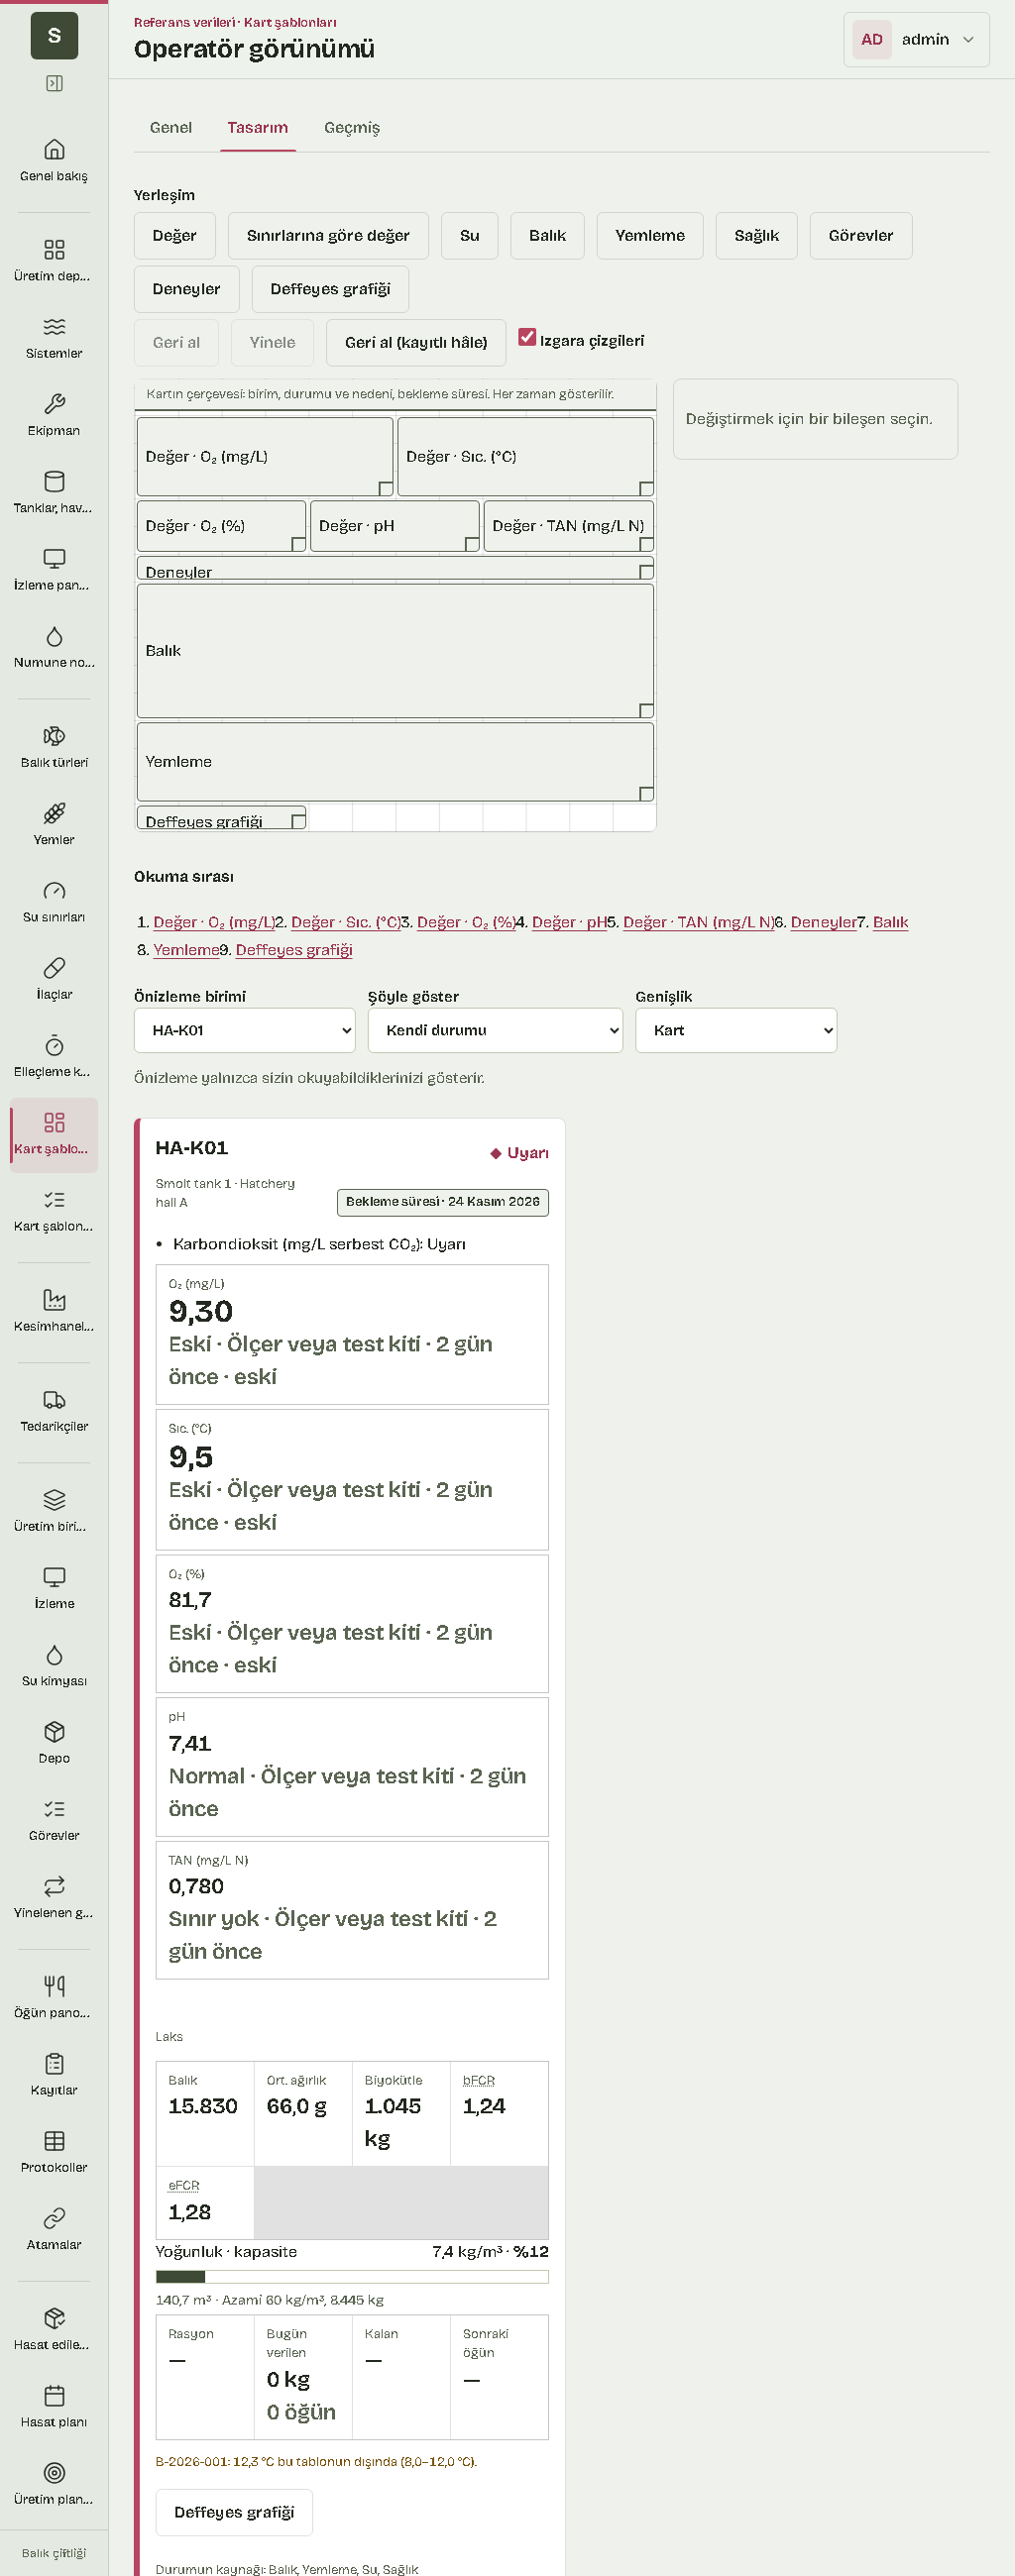 S
Referans verileri · Kart şablonları
Operatör görünümü
AD admin
Genel bakış
Üretim dep...
Sistemler
Ekipman
Tanklar, hav...
İzleme pan...
Numune no...
Balık türleri
Yemler
Su sınırları
İlaçlar
Elleçleme k...
Kart şablo...
Kart şablon...
Kesimhanel...
Tedarikçiler
Üretim biri...
İzleme
Su kimyası
Depo
Görevler
Yinelenen g...
Öğün pano...
Kayıtlar
Protokoller
Atamalar
Hasat edile...
Hasat planı
Üretim plan...
Balık çiftliği
Genel Tasarım Geçmiş
Yerleşim
Değer Sınırlarına göre değer Su Balık Yemleme Sağlık Görevler
Deneyler Deffeyes grafiği
Geri al Yinele Geri al (kayıtlı hâle) Izgara çizgileri
Kartın çerçevesi: birim, durumu ve nedeni, bekleme süresi. Her zaman gösterilir.
Değiştirmek için bir bileşen seçin.
Değer · O₂ (mg/L) Değer · Sıc. (°C)
Değer · O₂ (%) Değer · pH Değer · TAN (mg/L N)
Deneyler
Balık
Yemleme
Deffeyes grafiği
Okuma sırası
1. Değer · O₂ (mg/L)2. Değer · Sıc. (°C)3. Değer · O₂ (%)4. Değer · pH5. Değer · TAN (mg/L N)6. Deneyler7. Balık
8. Yemleme9. Deffeyes grafiği
Önizleme birimi Şöyle göster Genişlik
HA-K01 Kendi durumu Kart
Önizleme yalnızca sizin okuyabildiklerinizi gösterir.
HA-K01 ◆ Uyarı
Smolt tank 1 · Hatchery
hall A
Bekleme süresi · 24 Kasım 2026
• Karbondioksit (mg/L serbest CO₂): Uyarı
O₂ (mg/L)
9,30
Eski · Ölçer veya test kiti · 2 gün
önce · eski
Sıc. (°C)
9,5
Eski · Ölçer veya test kiti · 2 gün
önce · eski
O₂ (%)
81,7
Eski · Ölçer veya test kiti · 2 gün
önce · eski
pH
7,41
Normal · Ölçer veya test kiti · 2 gün
önce
TAN (mg/L N)
0,780
Sınır yok · Ölçer veya test kiti · 2
gün önce
Laks
Balık Ort. ağırlık Biyokütle bFCR
15.830 66,0 g 1.045 kg 1,24
eFCR
1,28
Yoğunluk · kapasite 7,4 kg/m³ · %12
140,7 m³ · Azami 60 kg/m³, 8.445 kg
Rasyon Bugün verilen Kalan Sonraki öğün
— 0 kg — —
0 öğün
B-2026-001: 12,3 °C bu tablonun dışında (8,0–12,0 °C).
Deffeyes grafiği
Durumun kaynağı: Balık, Yemleme, Su, Sağlık